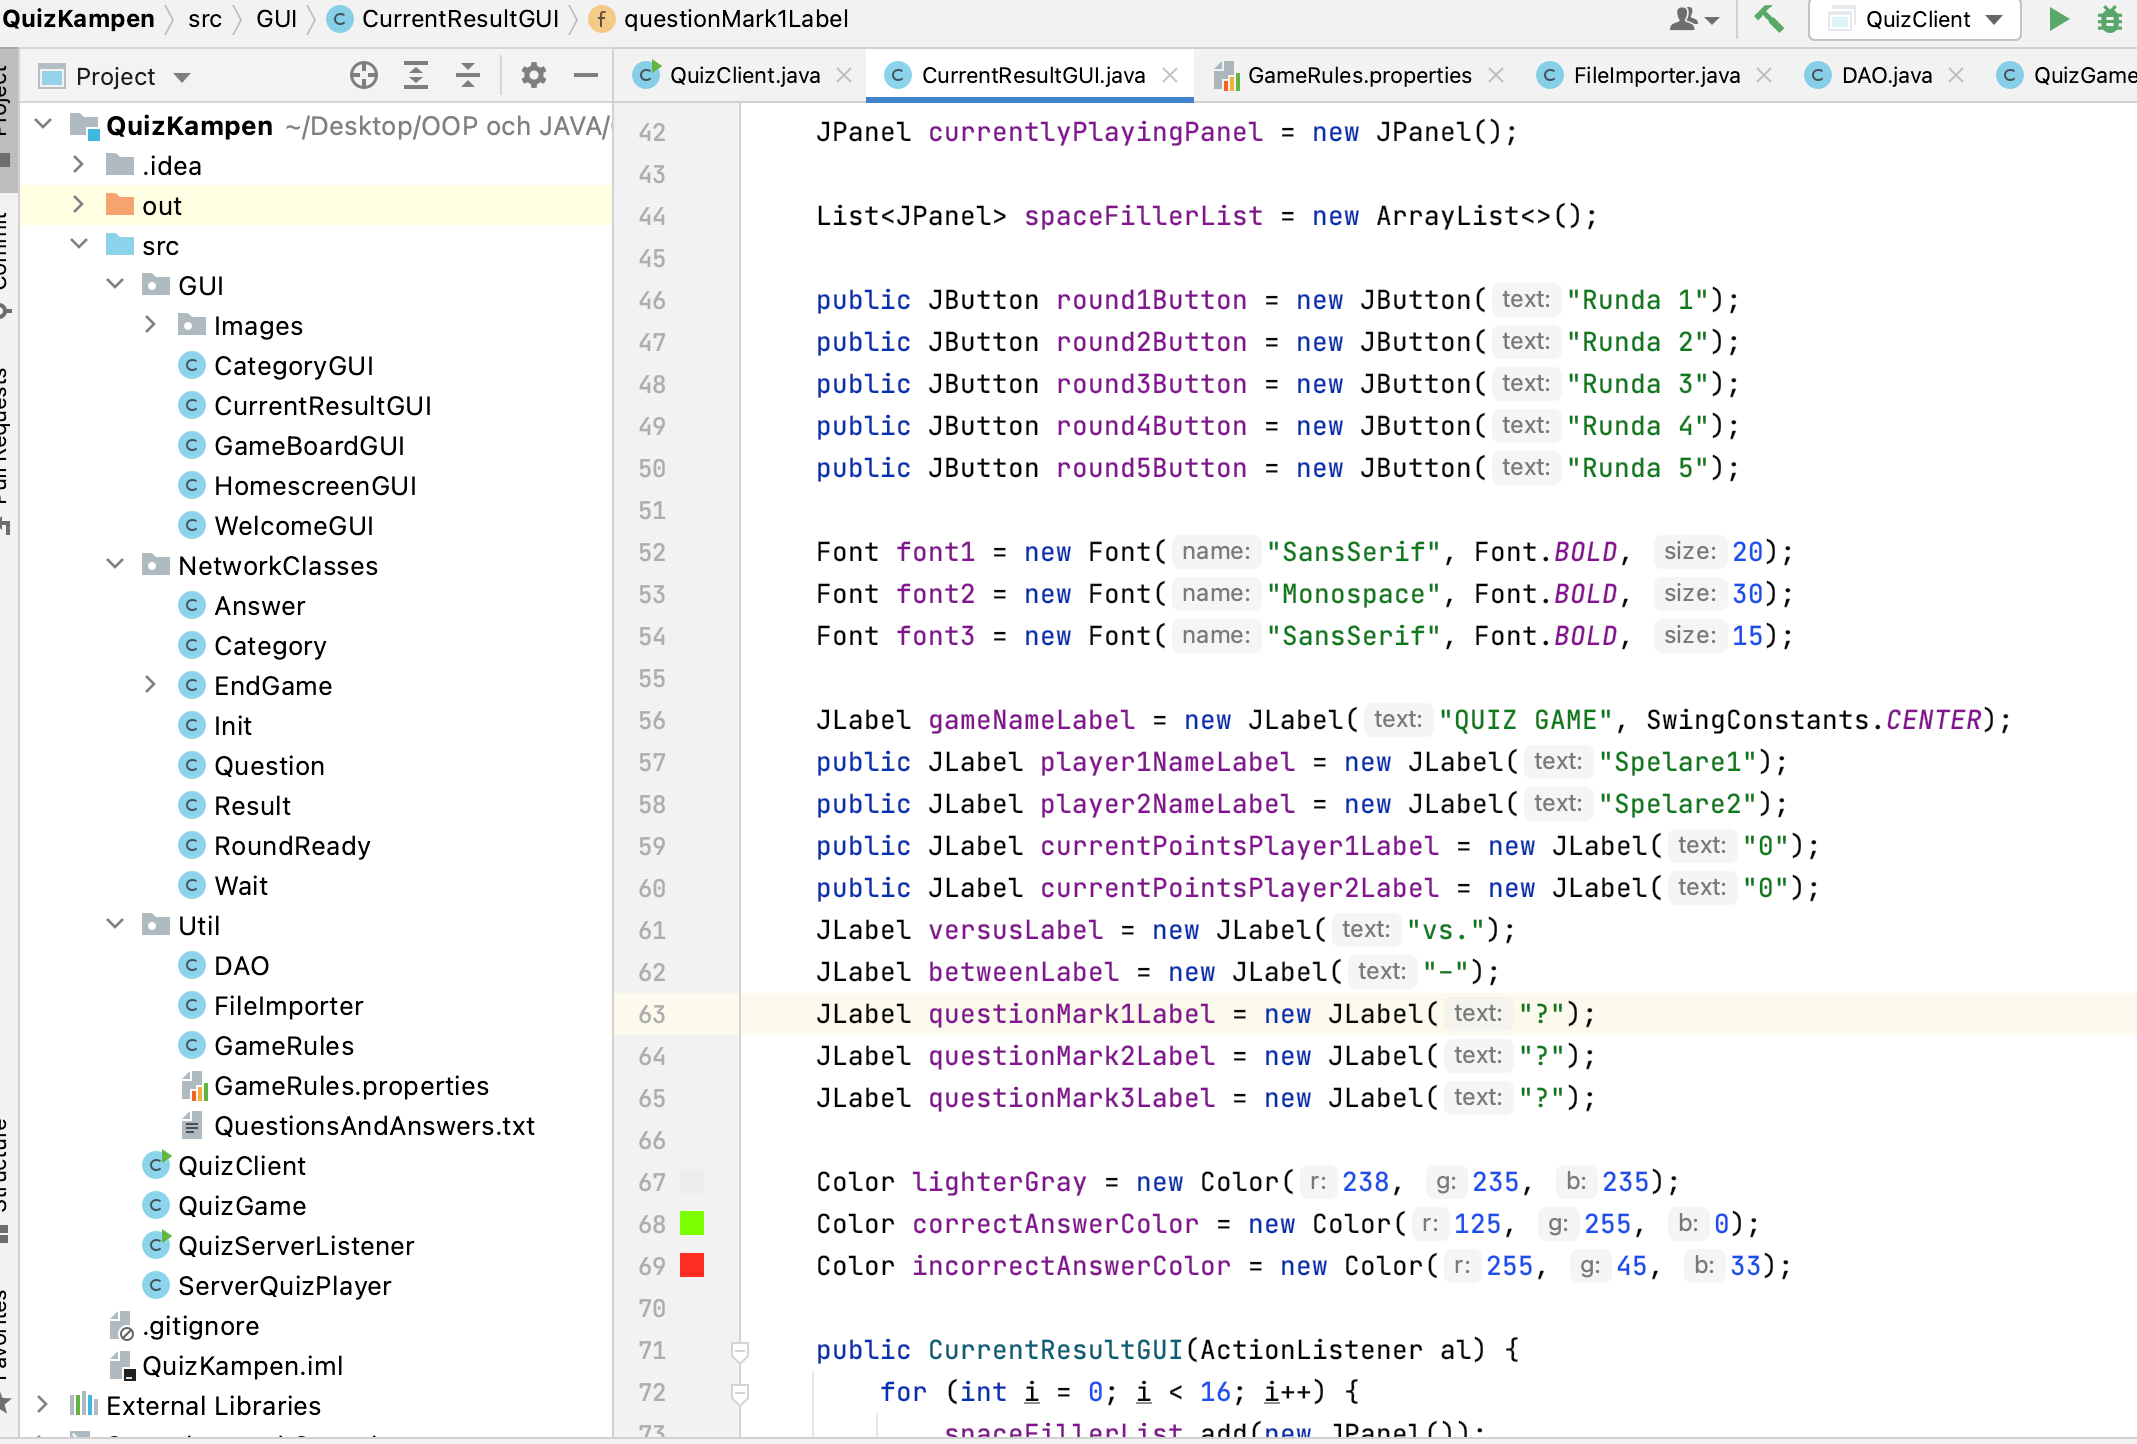 QuizKampen src GUI CurrentResultGUI questionMark1Label QuizClient
Project
QuizClient.java CurrentResultGUI.java GameRules.properties FileImporter.java DAO.java QuizGame
QuizKampen ~/Desktop/OOP och JAVA/
.idea
out
src
GUI
Images
CategoryGUI
CurrentResultGUI
GameBoardGUI
HomescreenGUI
WelcomeGUI
NetworkClasses
Answer
Category
EndGame
Init
Question
Result
RoundReady
Wait
Util
DAO
FileImporter
GameRules
GameRules.properties
QuestionsAndAnswers.txt
QuizClient
QuizGame
QuizServerListener
ServerQuizPlayer
.gitignore
QuizKampen.iml
External Libraries
Project
Commit
Pull Requests
Structure
Favorites
42 JPanel currentlyPlayingPanel = new JPanel();
43
44 List<JPanel> spaceFillerList = new ArrayList<>();
45
46 public JButton round1Button = new JButton( text: "Runda 1");
47 public JButton round2Button = new JButton( text: "Runda 2");
48 public JButton round3Button = new JButton( text: "Runda 3");
49 public JButton round4Button = new JButton( text: "Runda 4");
50 public JButton round5Button = new JButton( text: "Runda 5");
51
52 Font font1 = new Font( name: "SansSerif", Font.BOLD, size: 20);
53 Font font2 = new Font( name: "Monospace", Font.BOLD, size: 30);
54 Font font3 = new Font( name: "SansSerif", Font.BOLD, size: 15);
55
56 JLabel gameNameLabel = new JLabel( text: "QUIZ GAME", SwingConstants.CENTER);
57 public JLabel player1NameLabel = new JLabel( text: "Spelare1");
58 public JLabel player2NameLabel = new JLabel( text: "Spelare2");
59 public JLabel currentPointsPlayer1Label = new JLabel( text: "0");
60 public JLabel currentPointsPlayer2Label = new JLabel( text: "0");
61 JLabel versusLabel = new JLabel( text: "vs.");
62 JLabel betweenLabel = new JLabel( text: "-");
63 JLabel questionMark1Label = new JLabel( text: "?");
64 JLabel questionMark2Label = new JLabel( text: "?");
65 JLabel questionMark3Label = new JLabel( text: "?");
66
67 Color lighterGray = new Color( r: 238, g: 235, b: 235);
68 Color correctAnswerColor = new Color( r: 125, g: 255, b: 0);
69 Color incorrectAnswerColor = new Color( r: 255, g: 45, b: 33);
70
71 public CurrentResultGUI(ActionListener al) {
72 for (int i = 0; i < 16; i++) {
73 spaceFillerList.add(new JPanel());